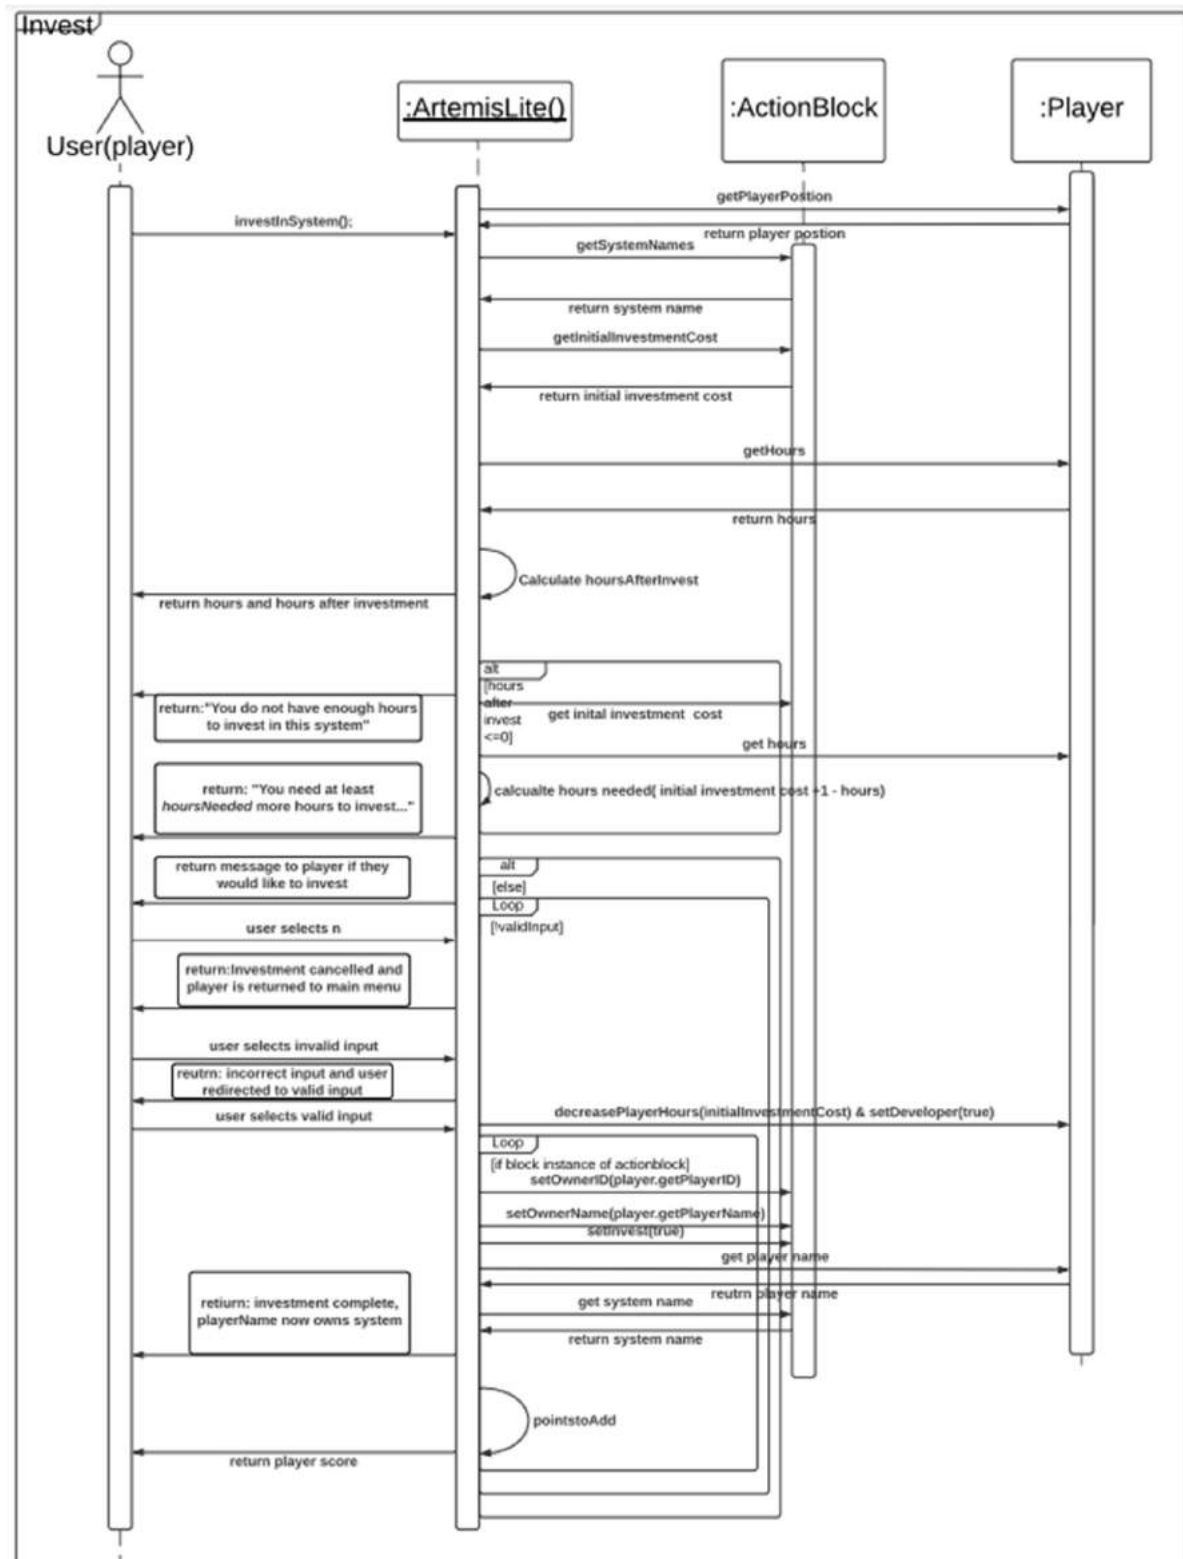 Invest
User(player)
:ArtemisLite()
:ActionBlock
:Player
getPlayerPostion
investInSystem();
return player postion
getSystemNames
return system name
getInitialInvestmentCost
return initial investment cost
getHours
return hours
Calculate hoursAfterInvest
return hours and hours after investment
alt
[hours
after
invest
<=0]
return:"You do not have enough hours
to invest in this system"
get inital investment cost
get hours
return: "You need at least
hoursNeeded more hours to invest..."
calcualte hours needed( initial investment cost +1 - hours)
return message to player if they
would like to invest
alt
[else]
Loop
[!validInput]
user selects n
return:Investment cancelled and
player is returned to main menu
user selects invalid input
reutrn: incorrect input and user
redirected to valid input
user selects valid input
decreasePlayerHours(initialInvestmentCost) & setDeveloper(true)
Loop
[if block instance of actionblock]
setOwnerID(player.getPlayerID)
setOwnerName(player.getPlayerName)
setInvest(true)
get player name
reutrn player name
get system name
return system name
retiurn: investment complete,
playerName now owns system
pointstoAdd
return player score